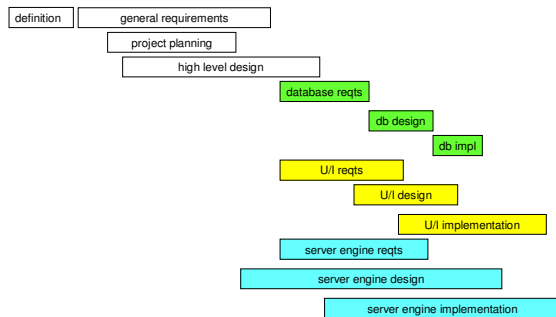 definition
general requirements
project planning
high level design
database reqts
db design
db impl
U/I reqts
U/I design
U/I implementation
server engine reqts
server engine design
server engine implementation